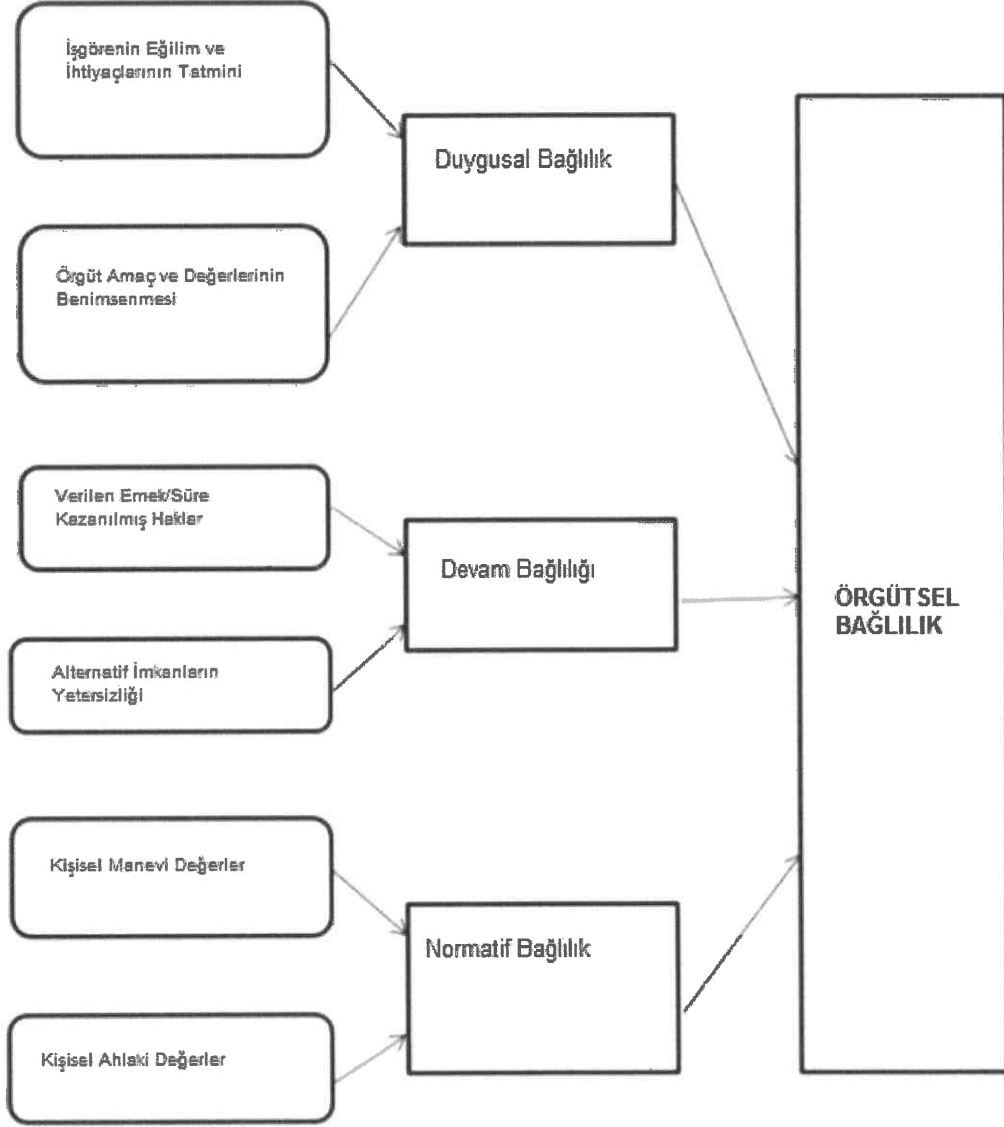 İşgörenin Eğilim ve
İhtiyaçlarının Tatmini
Duygusal Bağlılık
Örgüt Amaç ve Değerlerinin
Benimsenmesi
Verilen Emek/Süre
Kazanılmış Haklar
Devam Bağlılığı
Alternatif İmkanların
Yetersizliği
ÖRGÜTSEL
BAĞLILIK
Kişisel Manevi Değerler
Normatif Bağlılık
Kişisel Ahlaki Değerler